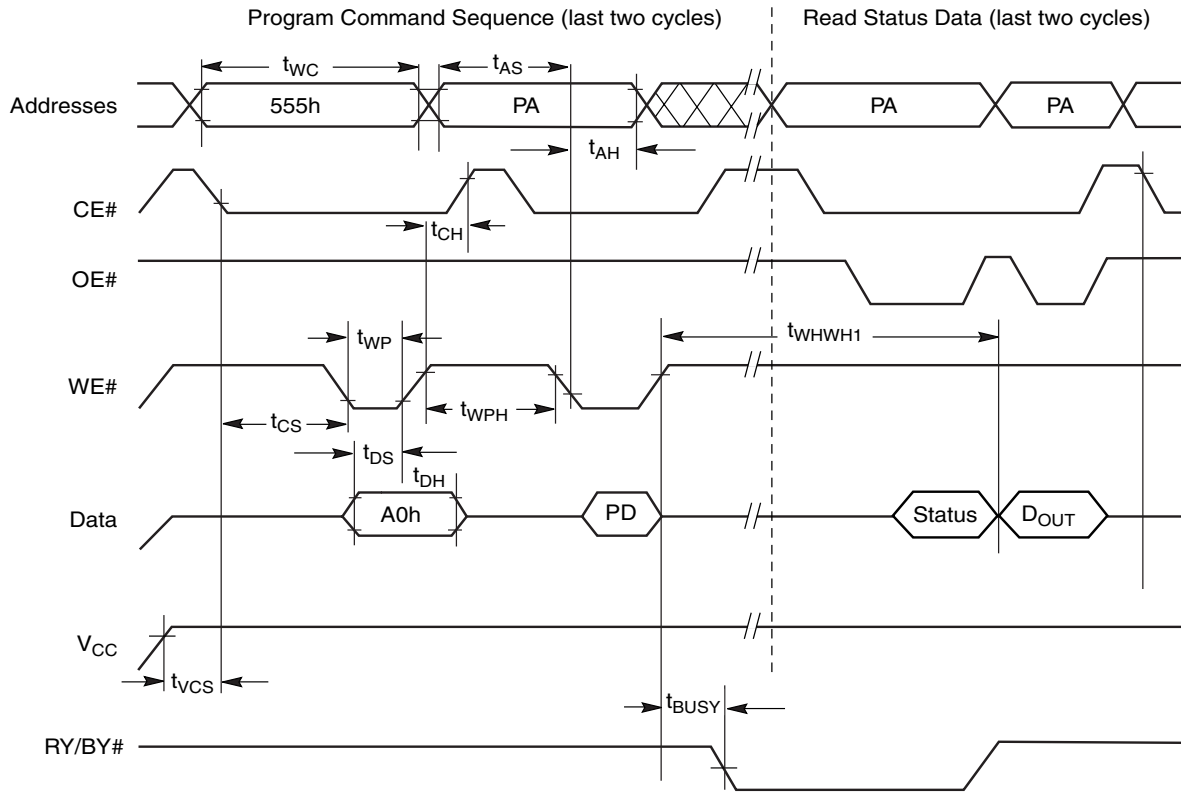 Program Command Sequence (last two cycles) Read Status Data (last two cycles)
tWC tAS
Addresses 555h PA PA PA
tAH
CE#
tCH
OE#
tWP tWHWH1
WE#
tCS tWPH
tDS
tDH
Data A0h PD Status DOUT
VCC
tVCS
tBUSY
RY/BY#